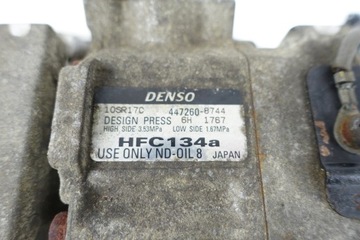 DENSO
10SR17C 447260-8744
DESIGN PRESS 6H 1767
HIGH SIDE 3.53MPa LOW SIDE 1.67MPa
HFC134a
USE ONLY ND-OIL 8 JAPAN